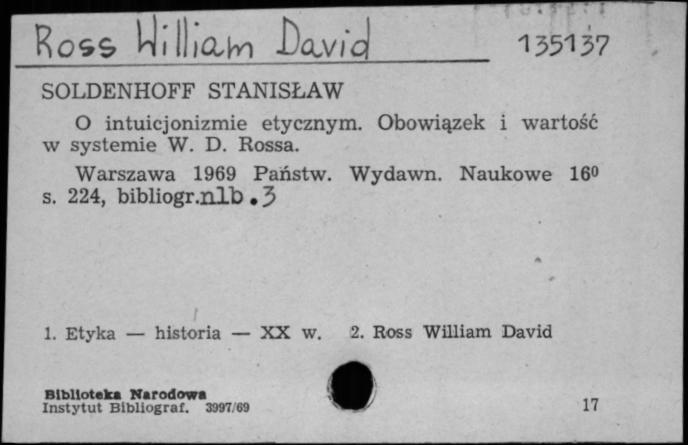 Ross William David 135137
SOLDENHOFF STANISŁAW
O intuicjonizmie etycznym. Obowiązek i wartość
w systemie W. D. Rossa.
Warszawa 1969 Państw. Wydawn. Naukowe 16⁰
s. 224, bibliogr.nlb.3
1. Etyka — historia — XX w. 2. Ross William David
Biblioteka Narodowa
Instytut Bibliograf. 3997/69 17